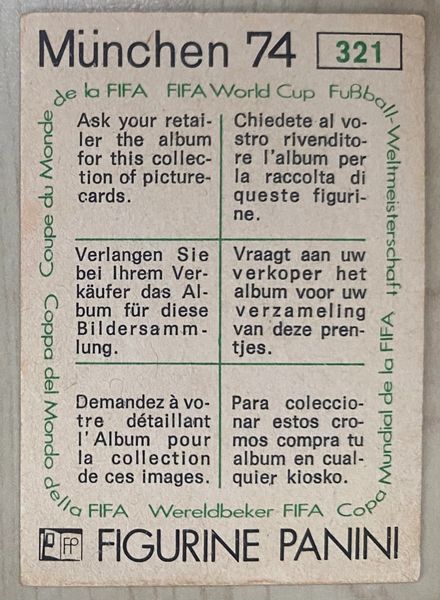 München 74 321
Coupe du Monde de la FIFA
FIFA World Cup
Fußball-Weltmeisterschaft
Ask your retai-
ler the album
for this collec-
tion of picture-
cards.
Chiedete al vo-
stro rivendito-
re l'album per
la raccolta di
queste figuri-
ne.
Verlangen Sie
bei Ihrem Ver-
käufer das Al-
bum für diese
Bildersamm-
lung.
Vraagt aan uw
verkoper het
album voor uw
verzameling
van deze pren-
tjes.
Demandez à vo-
tre détaillant
l'Album pour
la collection
de ces images.
Para coleccio-
nar estos cro-
mos compra tu
album en cual-
quier kiosko.
Coppa del Mondo della FIFA
Wereldbeker FIFA
Copa Mundial de la FIFA
FP FIGURINE PANINI